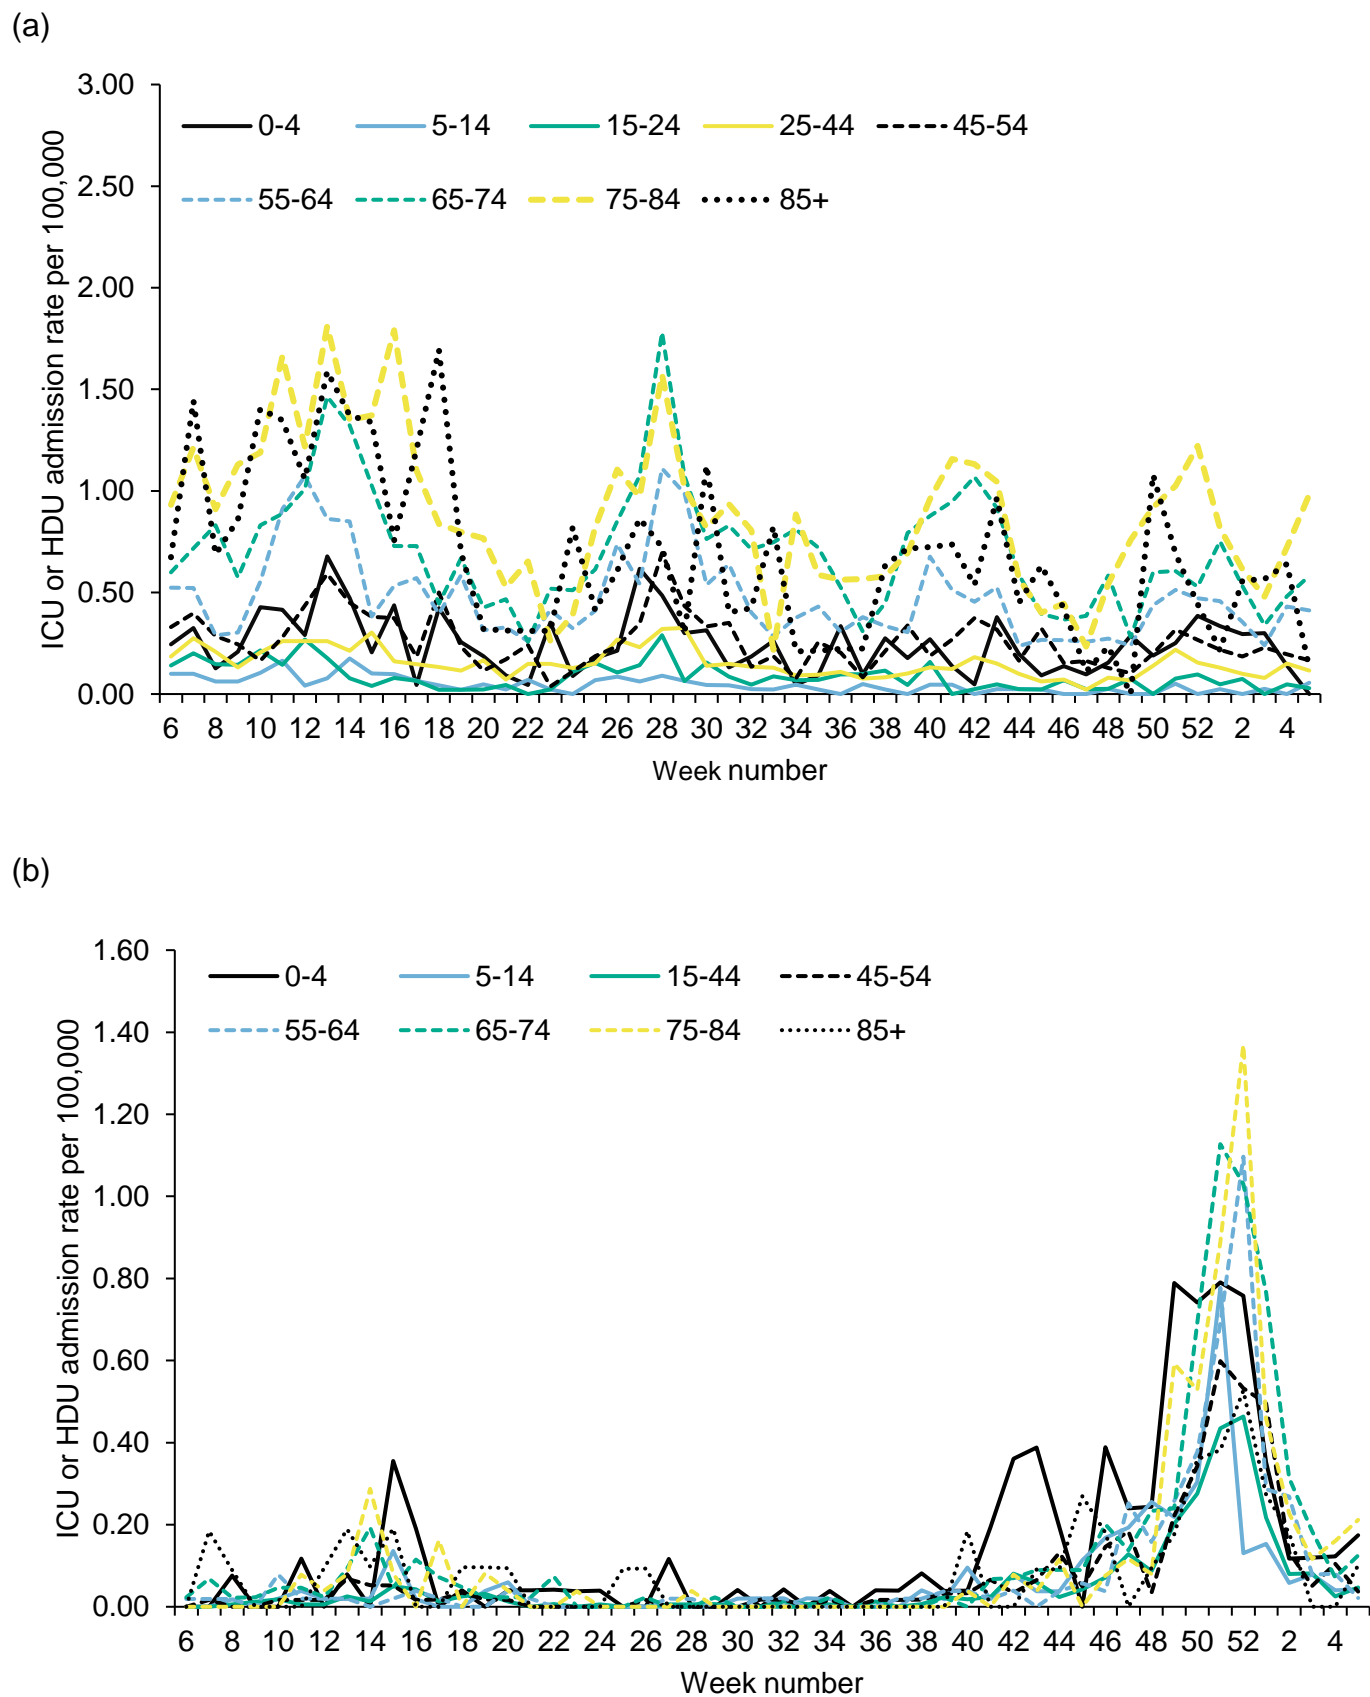 (a)
3.00
2.50
2.00
1.50
1.00
0.50
0.00
ICU or HDU admission rate per 100,000
0-4 5-14 15-24 25-44 45-54
55-64 65-74 75-84 85+
6 8 10 12 14 16 18 20 22 24 26 28 30 32 34 36 38 40 42 44 46 48 50 52 2 4
Week number
(b)
1.60
1.40
1.20
1.00
0.80
0.60
0.40
0.20
0.00
ICU or HDU admission rate per 100,000
0-4 5-14 15-44 45-54
55-64 65-74 75-84 85+
6 8 10 12 14 16 18 20 22 24 26 28 30 32 34 36 38 40 42 44 46 48 50 52 2 4
Week number